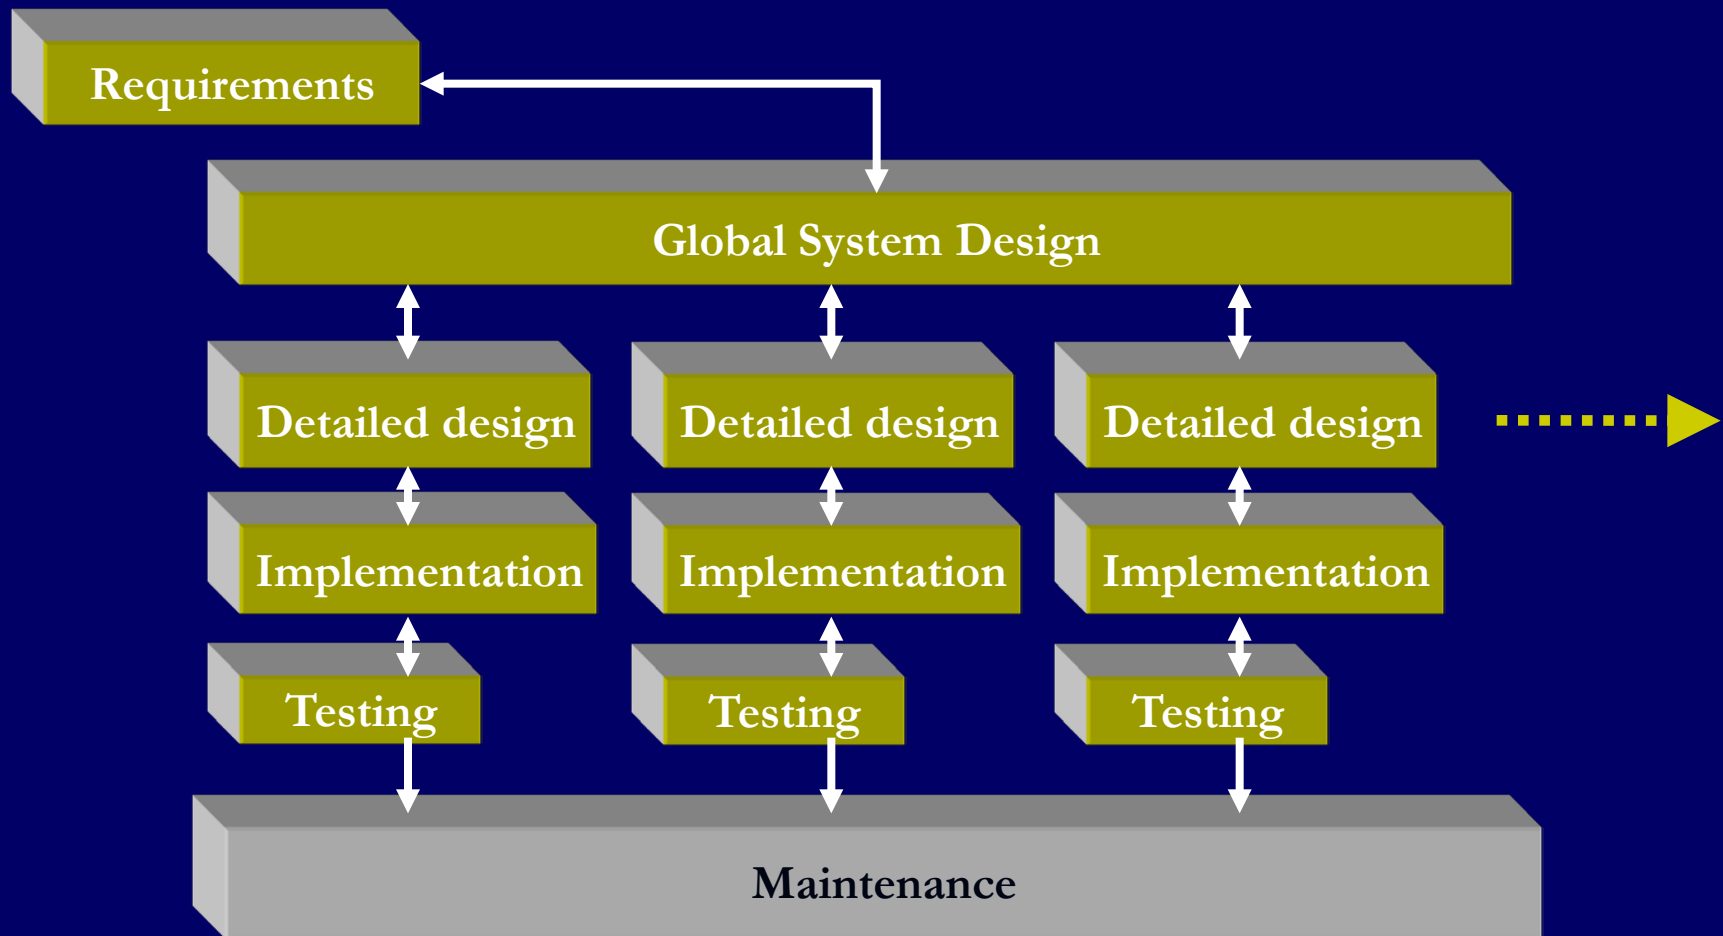 Requirements
Global System Design
Detailed design
Detailed design
Detailed design
Implementation
Implementation
Implementation
Testing
Testing
Testing
Maintenance